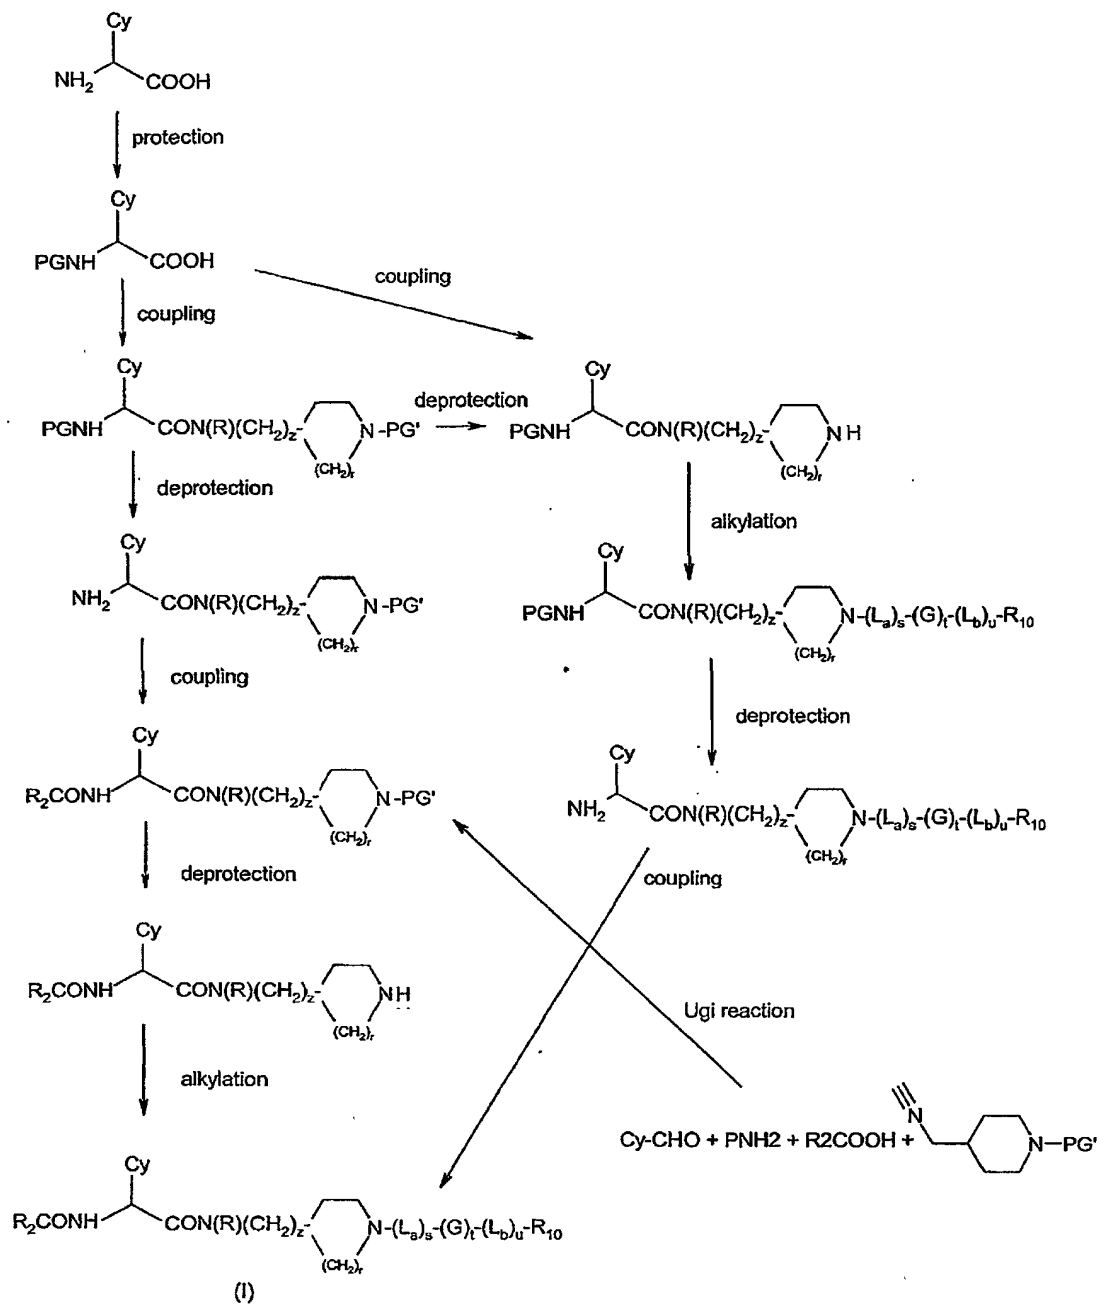 Cy
NH2 COOH
protection
Cy
PGNH COOH
coupling
coupling
Cy
PGNH CON(R)(CH2)z- N-PG'
(CH2)r
deprotection
Cy
PGNH CON(R)(CH2)z- NH
(CH2)r
deprotection
alkylation
Cy
NH2 CON(R)(CH2)z- N-PG'
(CH2)r
Cy
PGNH CON(R)(CH2)z- N-(La)s-(G)t-(Lb)u-R10
(CH2)r
coupling
deprotection
Cy
R2CONH CON(R)(CH2)z- N-PG'
(CH2)r
Cy
NH2 CON(R)(CH2)z- N-(La)s-(G)t-(Lb)u-R10
(CH2)r
deprotection
coupling
Cy
R2CONH CON(R)(CH2)z- NH
(CH2)r
Ugi reaction
alkylation
N
Cy-CHO + PNH2 + R2COOH + N-PG'
Cy
R2CONH CON(R)(CH2)z- N-(La)s-(G)t-(Lb)u-R10
(CH2)r
(I)